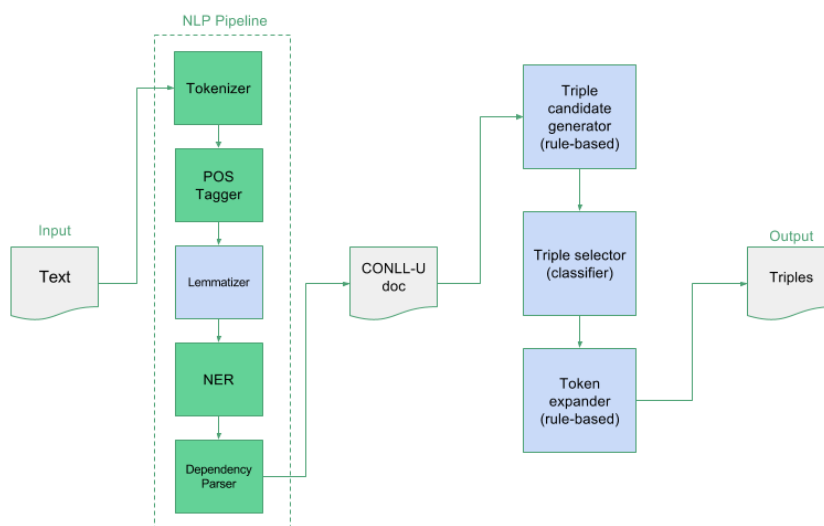 NLP Pipeline
Tokenizer
POS
Tagger
Lemmatizer
NER
Dependency
Parser
Input
Text
CONLL-U
doc
Triple
candidate
generator
(rule-based)
Triple selector
(classifier)
Token
expander
(rule-based)
Output
Triples